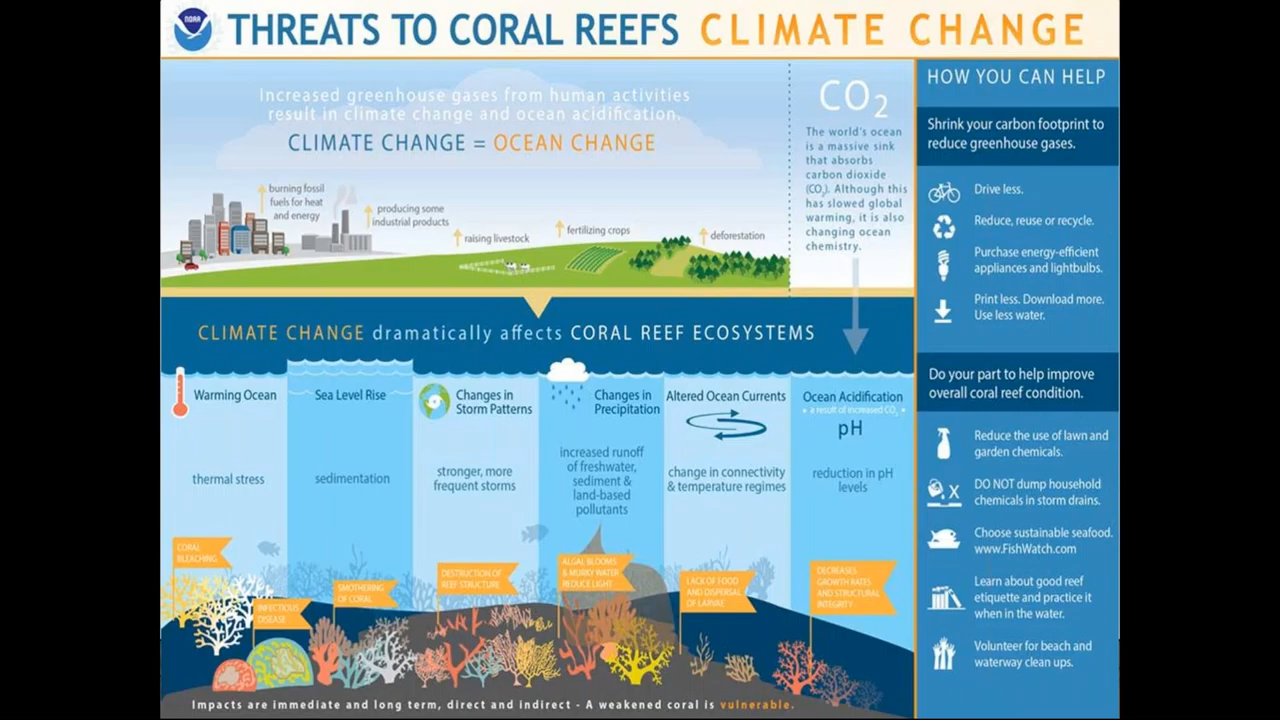 NOAA
THREATS TO CORAL REEFS CLIMATE CHANGE
Increased greenhouse gases from human activities
result in climate change and ocean acidification.
CLIMATE CHANGE = OCEAN CHANGE
burning fossil
fuels for heat
and energy
producing some
industrial products
raising livestock
fertilizing crops
deforestation
CO₂
The world's ocean
is a massive sink
that absorbs
carbon dioxide
(CO₂). Although this
has slowed global
warming, it is also
changing ocean
chemistry.
CLIMATE CHANGE dramatically affects CORAL REEF ECOSYSTEMS
Warming Ocean
thermal stress
CORAL
BLEACHING
INFECTIOUS
DISEASE
Sea Level Rise
sedimentation
SMOTHERING
OF CORAL
Changes in
Storm Patterns
stronger, more
frequent storms
DESTRUCTION OF
REEF STRUCTURE
Changes in
Precipitation
increased runoff
of freshwater,
sediment &
land-based
pollutants
ALGAL BLOOMS
& MURKY WATER
REDUCE LIGHT
Altered Ocean Currents
change in connectivity
& temperature regimes
LACK OF FOOD
AND DISPERSAL
OF LARVAE
Ocean Acidification
• a result of increased CO₂ •
pH
reduction in pH
levels
DECREASES
GROWTH RATES
AND STRUCTURAL
INTEGRITY
Impacts are immediate and long term, direct and indirect - A weakened coral is vulnerable.
HOW YOU CAN HELP
Shrink your carbon footprint to
reduce greenhouse gases.
Drive less.
Reduce, reuse or recycle.
Purchase energy-efficient
appliances and lightbulbs.
Print less. Download more.
Use less water.
Do your part to help improve
overall coral reef condition.
Reduce the use of lawn and
garden chemicals.
DO NOT dump household
chemicals in storm drains.
Choose sustainable seafood.
www.FishWatch.com
Learn about good reef
etiquette and practice it
when in the water.
Volunteer for beach and
waterway clean ups.